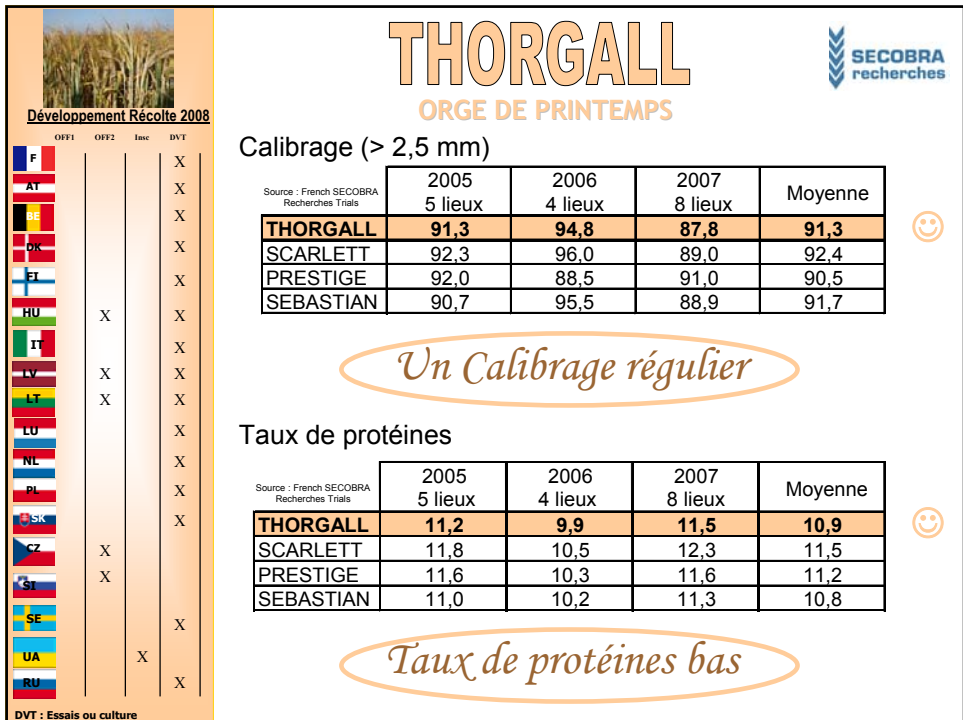 THORGALL
ORGE DE PRINTEMPS
SECOBRA
recherches
Développement Récolte 2008
OFF1 OFF2 Insc DVT
F X
AT X
BE X
DK X
FI X
HU X X
IT X
LV X X
LT X X
LU X
NL X
PL X
SK X
CZ X
SI X
SE X
UA X
RU X
DVT : Essais ou culture
Calibrage (> 2,5 mm)
Source : French SECOBRA
Recherches Trials
2005 2006 2007 Moyenne
5 lieux 4 lieux 8 lieux
THORGALL 91,3 94,8 87,8 91,3
SCARLETT 92,3 96,0 89,0 92,4
PRESTIGE 92,0 88,5 91,0 90,5
SEBASTIAN 90,7 95,5 88,9 91,7
Un Calibrage régulier
Taux de protéines
Source : French SECOBRA
Recherches Trials
2005 2006 2007 Moyenne
5 lieux 4 lieux 8 lieux
THORGALL 11,2 9,9 11,5 10,9
SCARLETT 11,8 10,5 12,3 11,5
PRESTIGE 11,6 10,3 11,6 11,2
SEBASTIAN 11,0 10,2 11,3 10,8
Taux de protéines bas